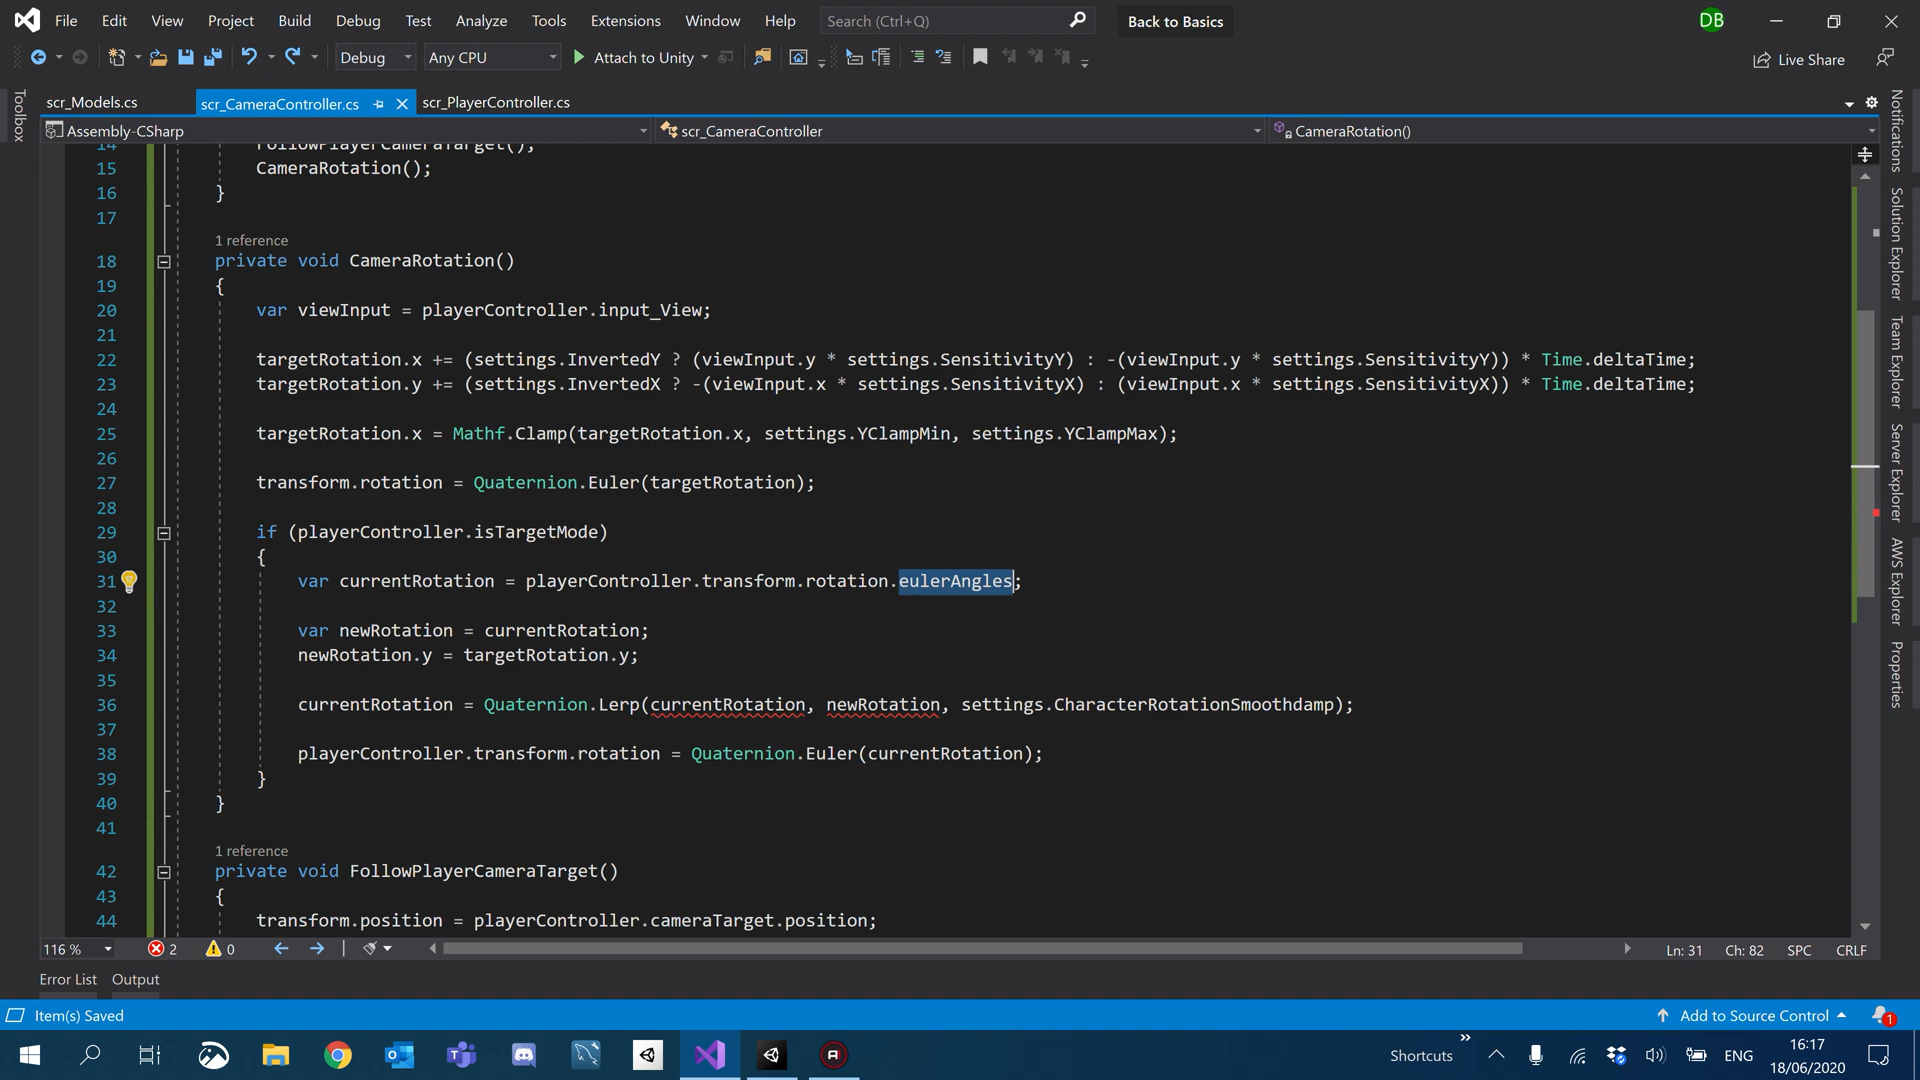 File Edit View Project Build Debug Test Analyze Tools Extensions Window Help Search (Ctrl+Q) Back to Basics DB
Debug Any CPU Attach to Unity Live Share
scr_Models.cs scr_CameraController.cs scr_PlayerController.cs
Assembly-CSharp scr_CameraController CameraRotation()
Toolbox
Notifications
Solution Explorer
Team Explorer
Server Explorer
AWS Explorer
Properties
14 FollowPlayerCameraTarget();
15 CameraRotation();
16 }
17
1 reference
18 private void CameraRotation()
19 {
20 var viewInput = playerController.input_View;
21
22 targetRotation.x += (settings.InvertedY ? (viewInput.y * settings.SensitivityY) : -(viewInput.y * settings.SensitivityY)) * Time.deltaTime;
23 targetRotation.y += (settings.InvertedX ? -(viewInput.x * settings.SensitivityX) : (viewInput.x * settings.SensitivityX)) * Time.deltaTime;
24
25 targetRotation.x = Mathf.Clamp(targetRotation.x, settings.YClampMin, settings.YClampMax);
26
27 transform.rotation = Quaternion.Euler(targetRotation);
28
29 if (playerController.isTargetMode)
30 {
31 var currentRotation = playerController.transform.rotation.eulerAngles;
32
33 var newRotation = currentRotation;
34 newRotation.y = targetRotation.y;
35
36 currentRotation = Quaternion.Lerp(currentRotation, newRotation, settings.CharacterRotationSmoothdamp);
37
38 playerController.transform.rotation = Quaternion.Euler(currentRotation);
39 }
40 }
41
1 reference
42 private void FollowPlayerCameraTarget()
43 {
44 transform.position = playerController.cameraTarget.position;
116 % 2 0 Ln: 31 Ch: 82 SPC CRLF
Error List Output
Item(s) Saved Add to Source Control 1
Shortcuts ENG 16:17
18/06/2020